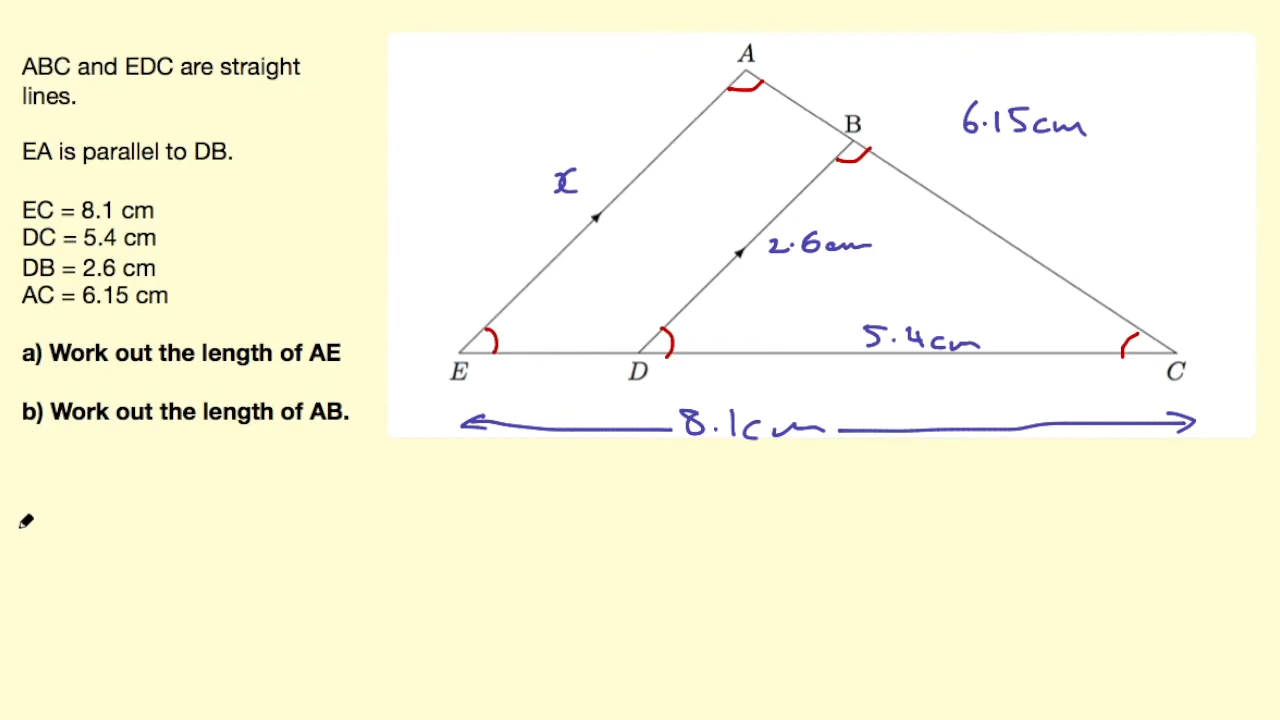 ABC and EDC are straight
lines.
EA is parallel to DB.
EC = 8.1 cm
DC = 5.4 cm
DB = 2.6 cm
AC = 6.15 cm
a) Work out the length of AE
b) Work out the length of AB.
A
B
6.15cm
x
2.6cm
5.4cm
E
D
C
8.1cm